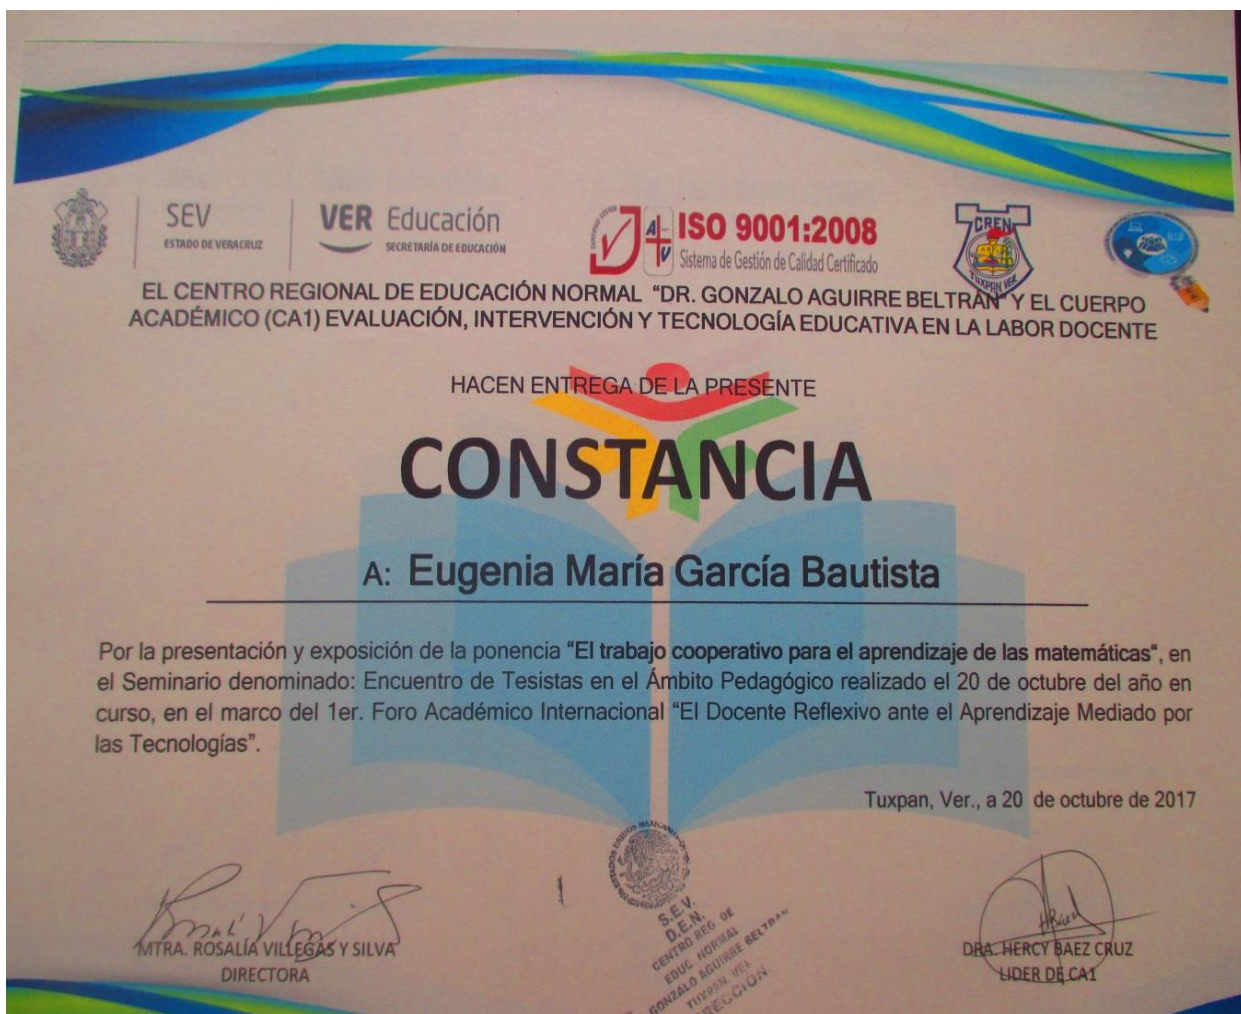 SEV
ESTADO DE VERACRUZ
VER Educación
SECRETARÍA DE EDUCACIÓN
ISO 9001:2008
Sistema de Gestión de Calidad Certificado
CREN
TUXPAN VER
EL CENTRO REGIONAL DE EDUCACIÓN NORMAL "DR. GONZALO AGUIRRE BELTRÁN" Y EL CUERPO
ACADÉMICO (CA1) EVALUACIÓN, INTERVENCIÓN Y TECNOLOGÍA EDUCATIVA EN LA LABOR DOCENTE
HACEN ENTREGA DE LA PRESENTE
CONSTANCIA
A: Eugenia María García Bautista
Por la presentación y exposición de la ponencia "El trabajo cooperativo para el aprendizaje de las matemáticas", en
el Seminario denominado: Encuentro de Tesistas en el Ámbito Pedagógico realizado el 20 de octubre del año en
curso, en el marco del 1er. Foro Académico Internacional "El Docente Reflexivo ante el Aprendizaje Mediado por
las Tecnologías".
Tuxpan, Ver., a 20 de octubre de 2017
ESTADOS UNIDOS MEXICANOS
S.E.V.
D.E.N.
CENTRO REG. DE
EDUC. NORMAL
GONZALO AGUIRRE BELTRAN
TUXPAN, VER.
DIRECCIÓN
MTRA. ROSALÍA VILLEGAS Y SILVA
DIRECTORA
DRA. HERCY BAEZ CRUZ
LIDER DE CA1